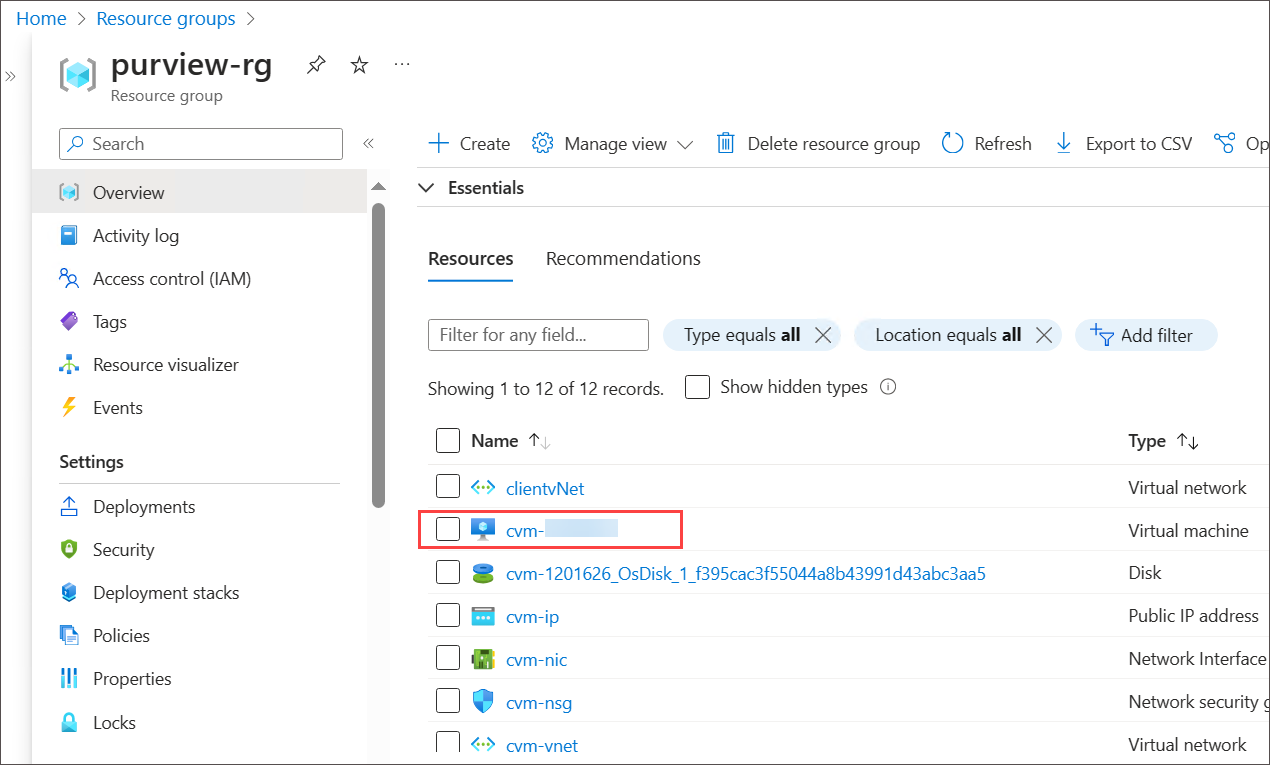 Home > Resource groups >
»
purview-rg ...
Resource group
Search «
Overview
Activity log
Access control (IAM)
Tags
Resource visualizer
Events
Settings
Deployments
Security
Deployment stacks
Policies
Properties
Locks
Create Manage view Delete resource group Refresh Export to CSV Op
Essentials
Resources Recommendations
Filter for any field... Type equals all Location equals all Add filter
Showing 1 to 12 of 12 records. Show hidden types
Name ↑↓ Type ↑↓
clientvNet Virtual network
cvm- Virtual machine
cvm-1201626_OsDisk_1_f395cac3f55044a8b43991d43abc3aa5 Disk
cvm-ip Public IP address
cvm-nic Network Interface
cvm-nsg Network security g
cvm-vnet Virtual network